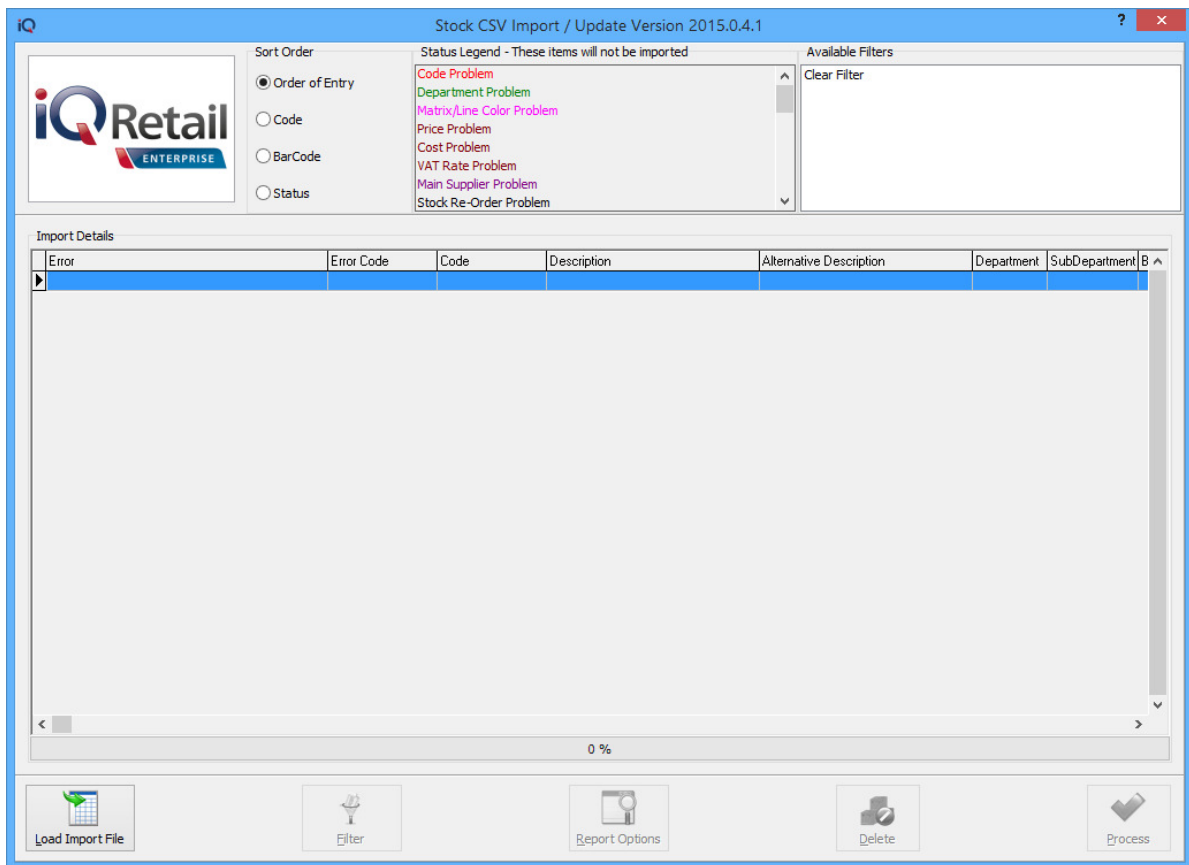 iQ
Stock CSV Import / Update Version 2015.0.4.1
?
iQRetail
ENTERPRISE
Sort Order
Order of Entry
Code
BarCode
Status
Status Legend - These items will not be imported
Code Problem
Department Problem
Matrix/Line Color Problem
Price Problem
Cost Problem
VAT Rate Problem
Main Supplier Problem
Stock Re-Order Problem
Available Filters
Clear Filter
Import Details
Error Error Code Code Description Alternative Description Department SubDepartment B
0 %
Load Import File Filter Report Options Delete Process